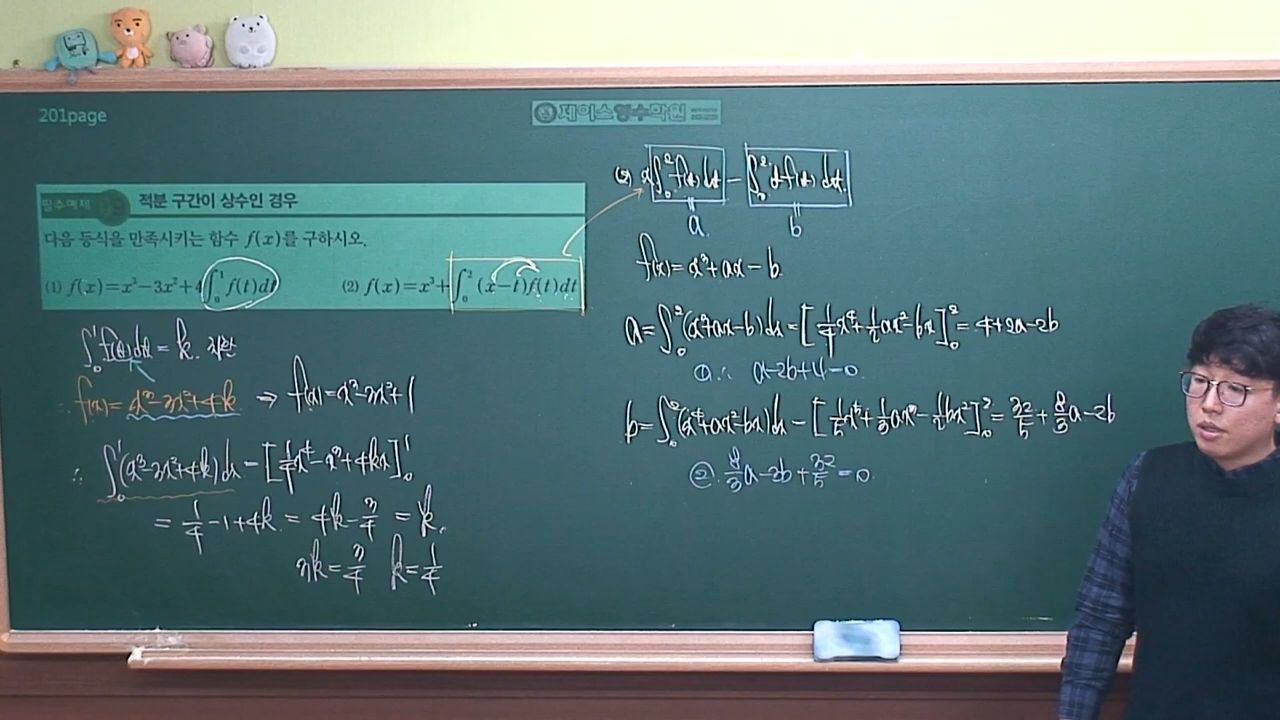 201page
제이스영수학원
필수예제
적분 구간이 상수인 경우
다음 등식을 만족시키는 함수 f(x)를 구하시오.
(1) f(x)=x³−3x²+4∫₀¹ f(t)dt
(2) f(x)=x³+∫₀² (x−t)f(t)dt
∫₀¹ f(t)dt = k. 치환
∴ f(x)=x³−3x²+4k ⇒ f(x)=x³−3x²+1
∴ ∫₀¹(x³−3x²+4k)dx = [¼x⁴−x³+4kx]₀¹
= ¼−1+4k = 4k−¾ = k.
3k=¾ k=¼
(2) x∫₀² f(t)dt − ∫₀² tf(t)dt.
a. b
f(x)=x³+ax−b
a=∫₀²(x³+ax−b)dx=[¼x⁴+½ax²−bx]₀²=4+2a−2b
①∴ a−2b+4=0.
b=∫₀²(x⁴+ax²−bx)dx=[⅕x⁵+⅓ax³−½bx²]₀²=32/5+8/3a−2b
②. 8/3a−3b+32/5=0.